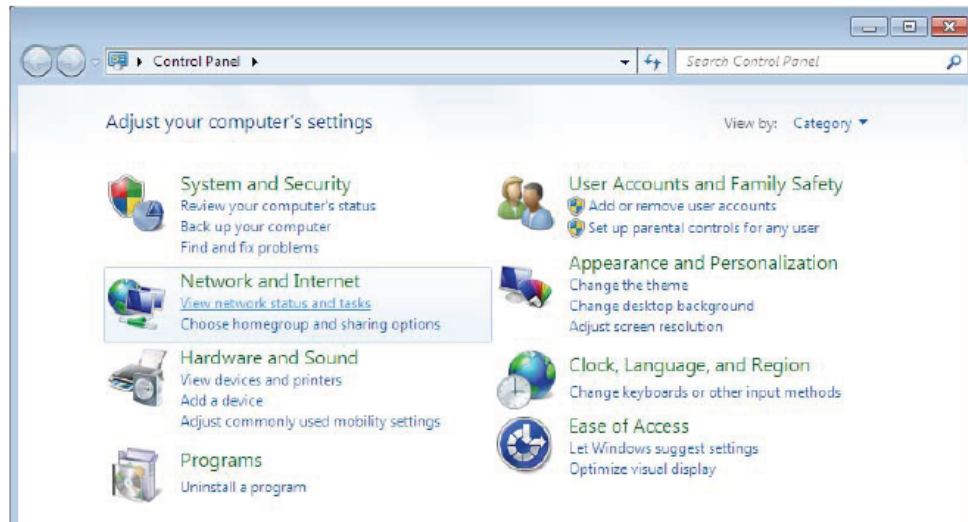 Control Panel
Search Control Panel
Adjust your computer's settings
View by: Category
System and Security
Review your computer's status
Back up your computer
Find and fix problems
Network and Internet
View network status and tasks
Choose homegroup and sharing options
Hardware and Sound
View devices and printers
Add a device
Adjust commonly used mobility settings
Programs
Uninstall a program
User Accounts and Family Safety
Add or remove user accounts
Set up parental controls for any user
Appearance and Personalization
Change the theme
Change desktop background
Adjust screen resolution
Clock, Language, and Region
Change keyboards or other input methods
Ease of Access
Let Windows suggest settings
Optimize visual display